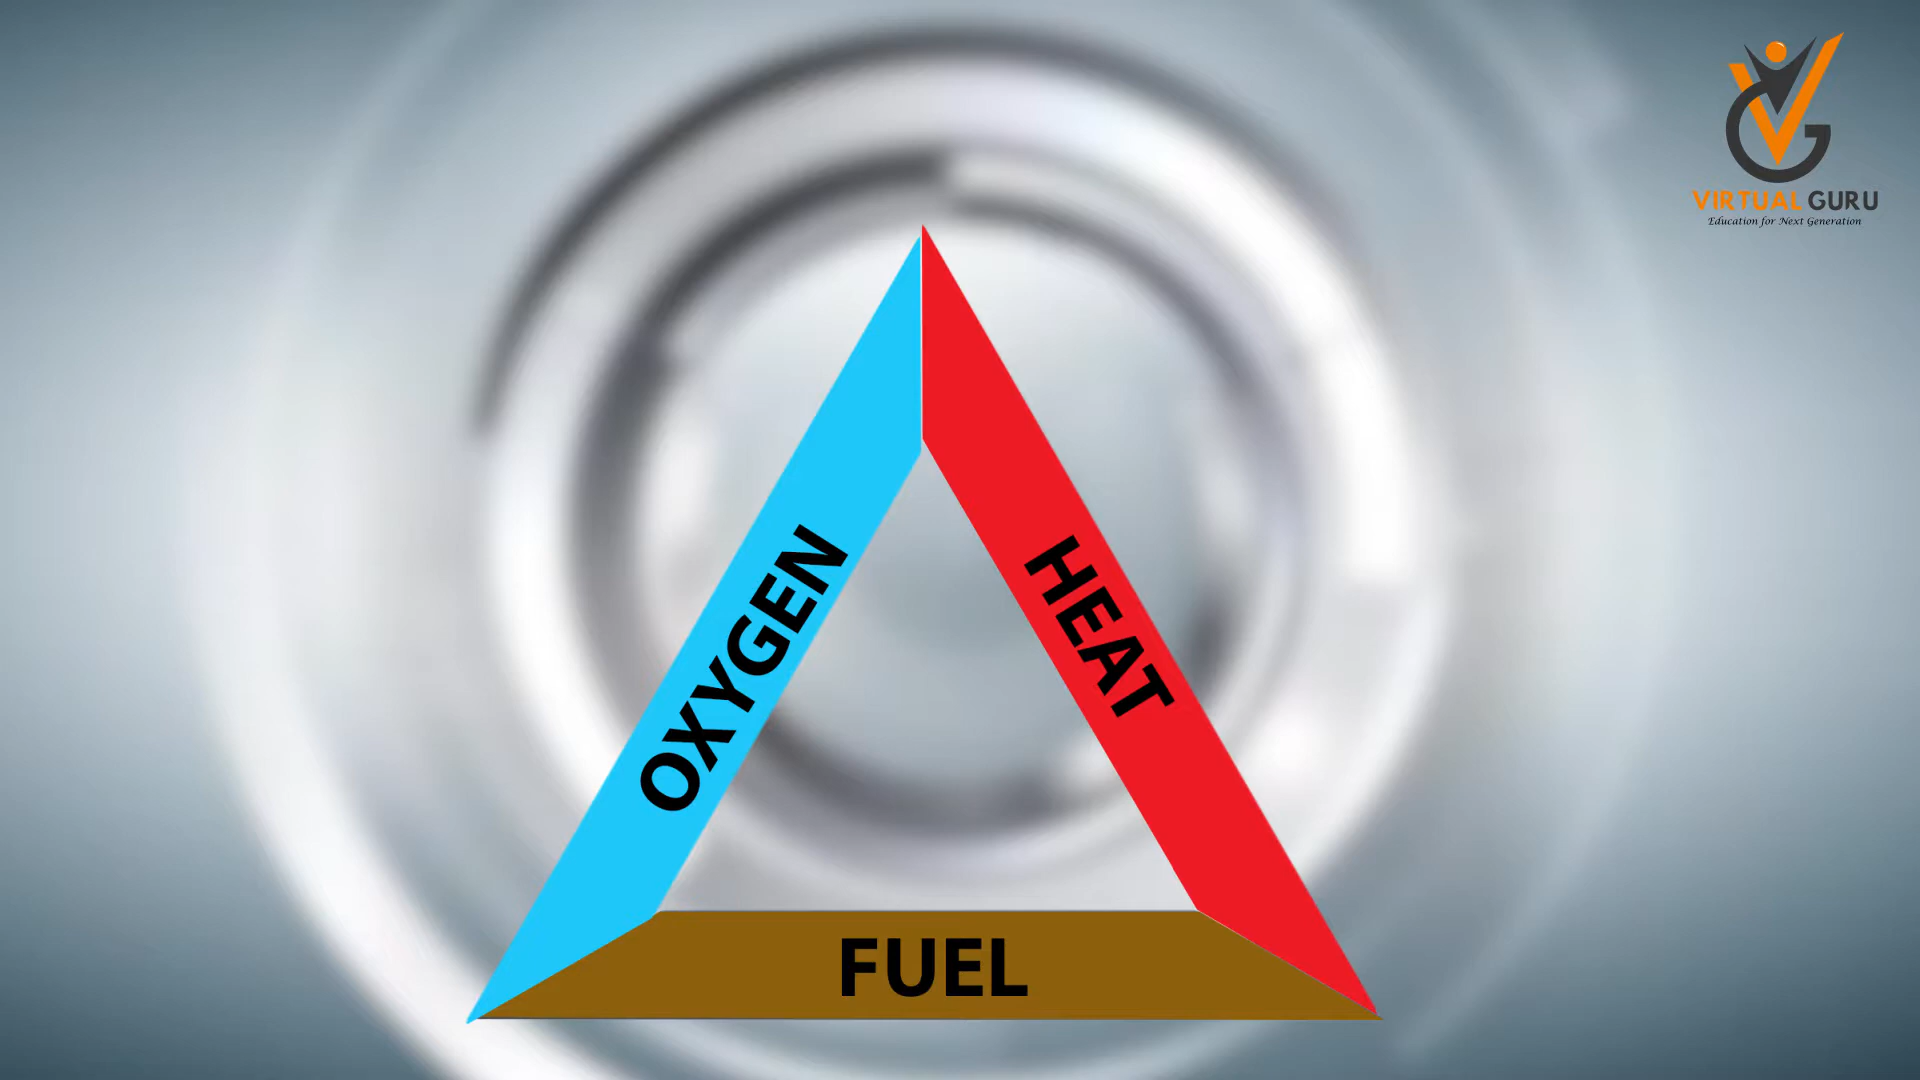 VIRTUAL GURU
Education for Next Generation
OXYGEN
HEAT
FUEL